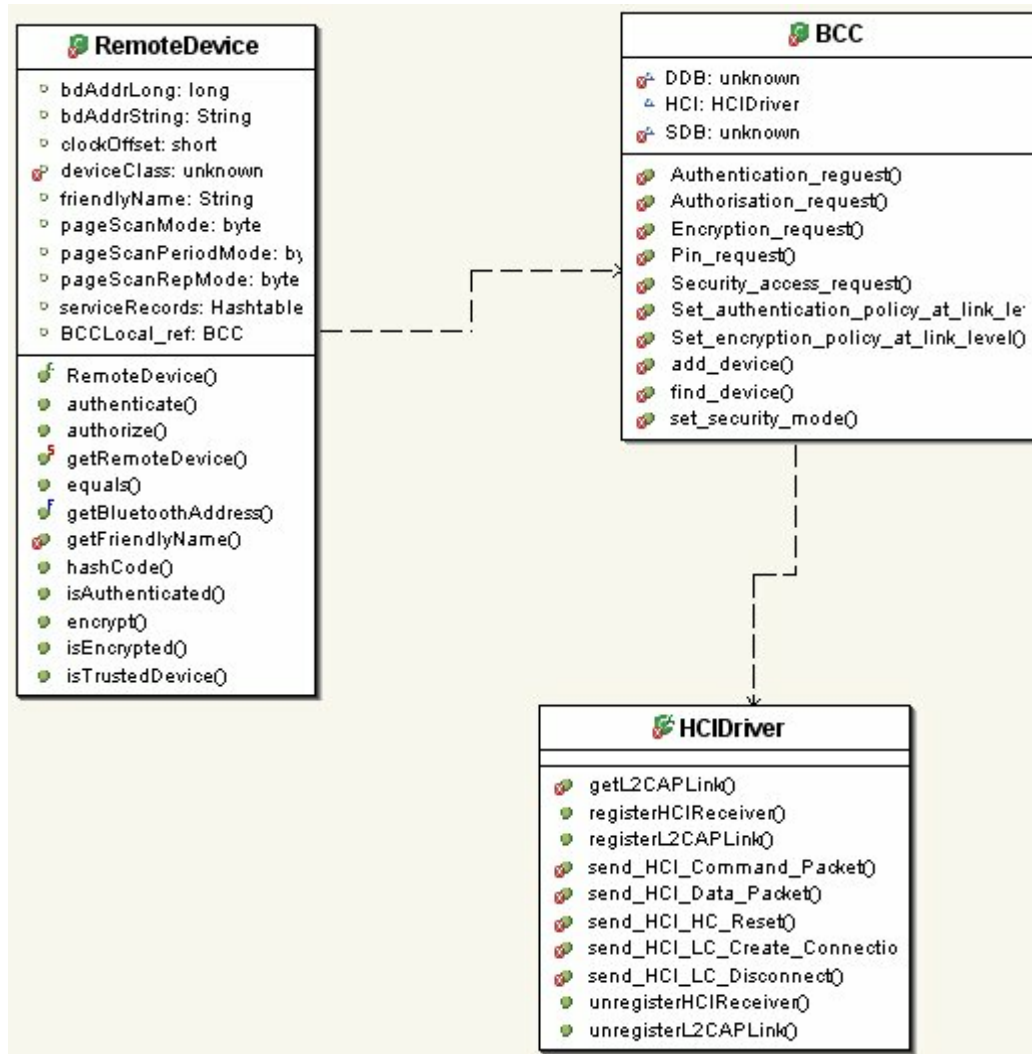 RemoteDevice
bdAddrLong: long
bdAddrString: String
clockOffset: short
deviceClass: unknown
friendlyName: String
pageScanMode: byte
pageScanPeriodMode: by
pageScanRepMode: byte
serviceRecords: Hashtable
BCCLocal_ref: BCC
RemoteDevice()
authenticate()
authorize()
getRemoteDevice()
equals()
getBluetoothAddress()
getFriendlyName()
hashCode()
isAuthenticated()
encrypt()
isEncrypted()
isTrustedDevice()
BCC
DDB: unknown
HCI: HCIDriver
SDB: unknown
Authentication_reguest()
Authorisation_request()
Encryption_request()
Pin_request()
Security_access_request()
Set_authentication_policy_at_link_le
Set_encryption_policy_at_link_level()
add_device()
find_device()
set_security_mode()
HCIDriver
getL2CAPLink()
registerHCIReceiver()
registerL2CAPLink()
send_HCI_Command_Packet()
send_HCI_Data_Packet()
send_HCI_HC_Reset()
send_HCI_LC_Create_Connectio
send_HCI_LC_Disconnect()
unregisterHCIReceiver()
unregisterL2CAPLink()